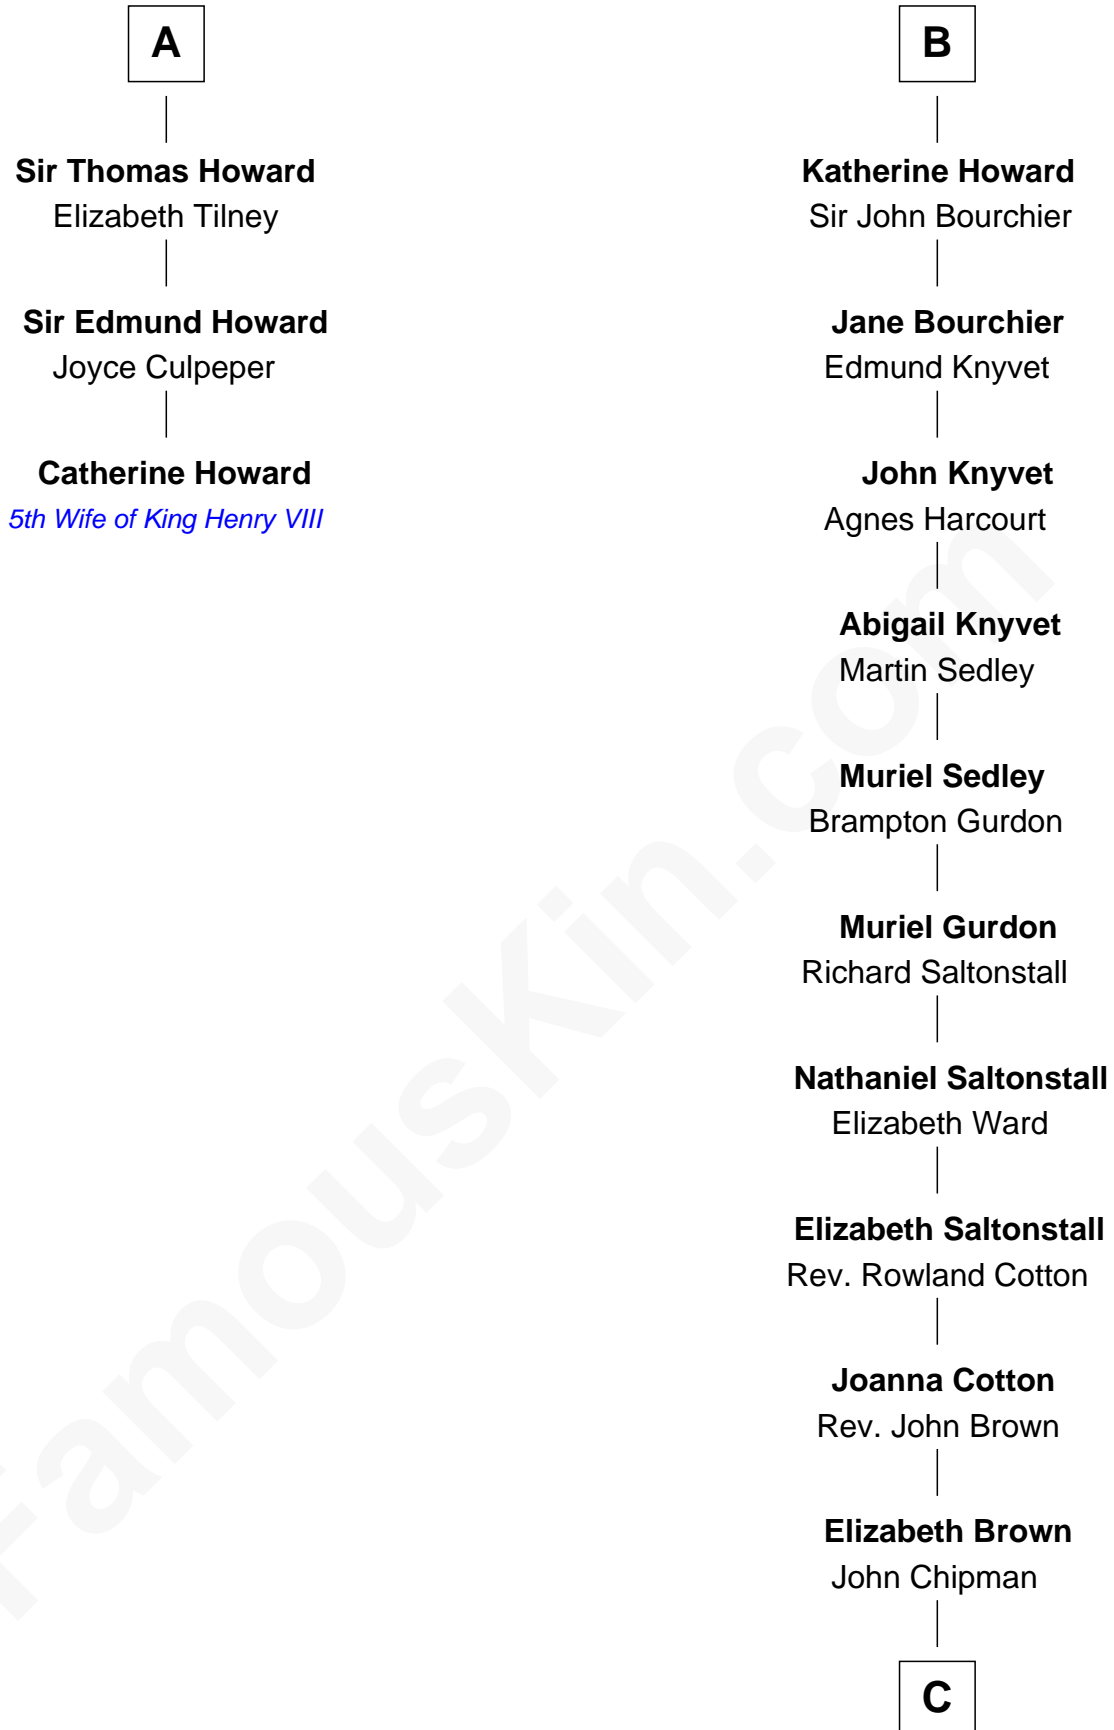 A
Sir Thomas Howard
Elizabeth Tilney
Sir Edmund Howard
Joyce Culpeper
Catherine Howard
5th Wife of King Henry VIII
B
Katherine Howard
Sir John Bourchier
Jane Bourchier
Edmund Knyvet
John Knyvet
Agnes Harcourt
Abigail Knyvet
Martin Sedley
Muriel Sedley
Brampton Gurdon
Muriel Gurdon
Richard Saltonstall
Nathaniel Saltonstall
Elizabeth Ward
Elizabeth Saltonstall
Rev. Rowland Cotton
Joanna Cotton
Rev. John Brown
Elizabeth Brown
John Chipman
C
FamousKin.com